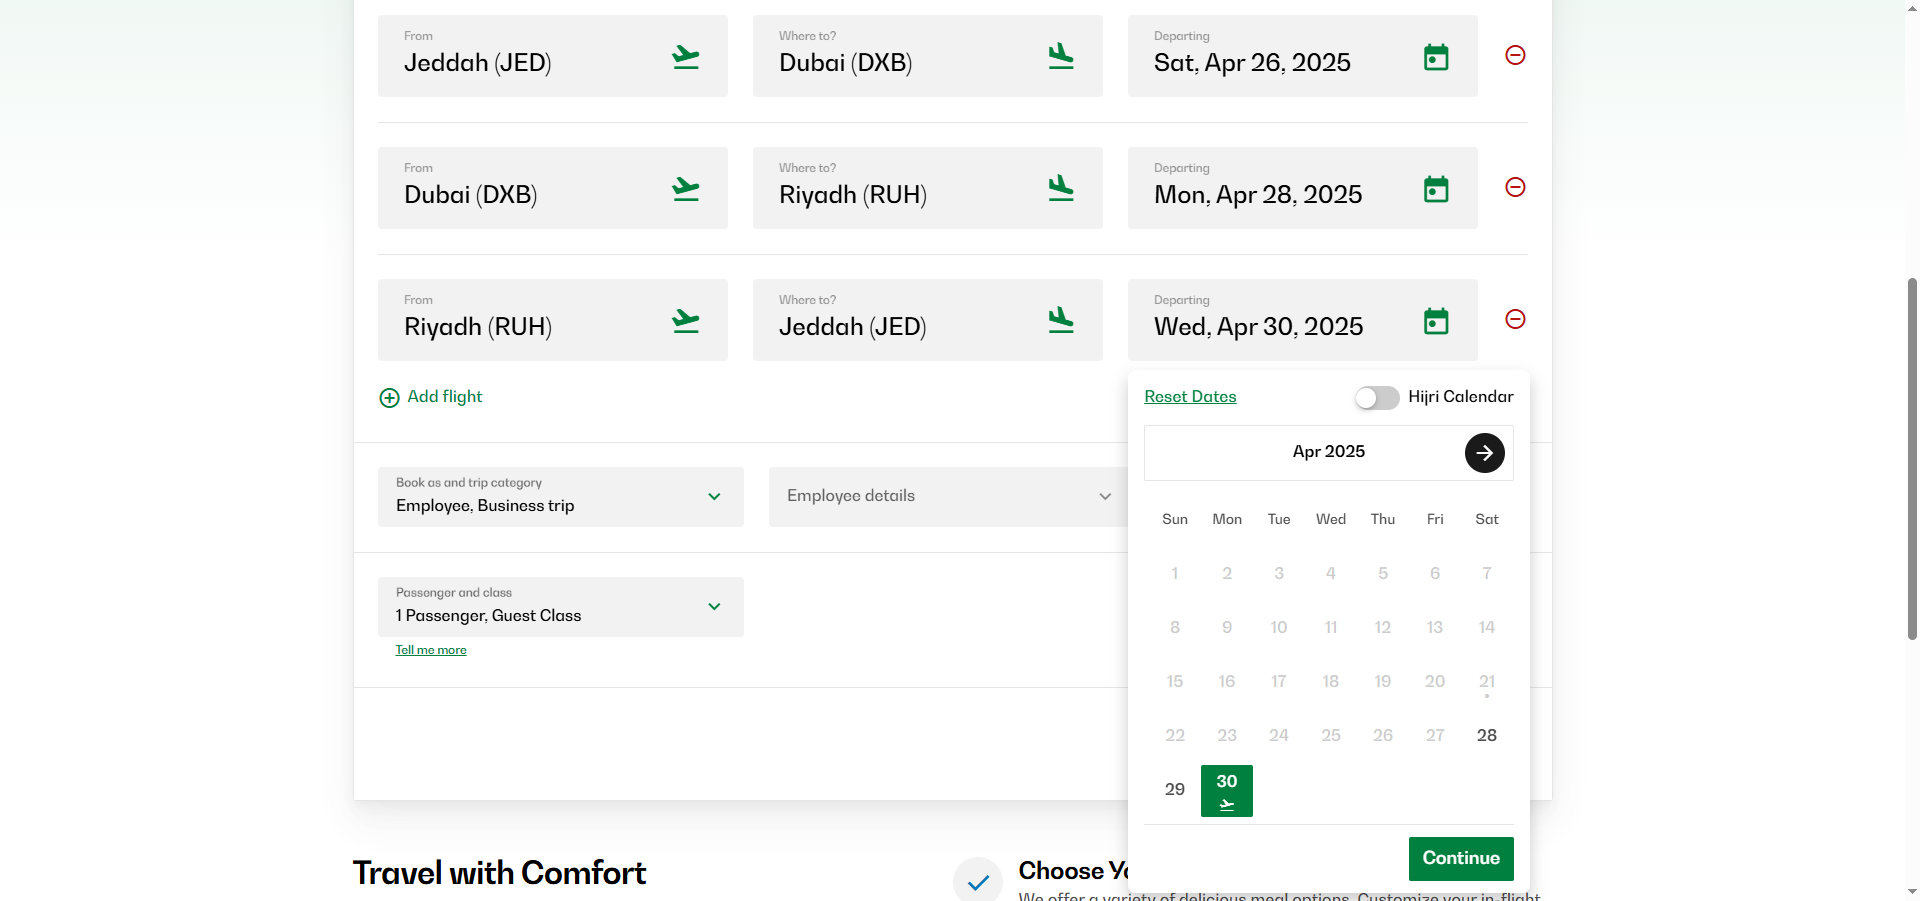 From
Jeddah (JED)
Where to?
Dubai (DXB)
Departing
Sat, Apr 26, 2025
From
Dubai (DXB)
Where to?
Riyadh (RUH)
Departing
Mon, Apr 28, 2025
From
Riyadh (RUH)
Where to?
Jeddah (JED)
Departing
Wed, Apr 30, 2025
Add flight
Reset Dates
Hijri Calendar
Apr 2025
Sun Mon Tue Wed Thu Fri Sat
1 2 3 4 5 6 7
8 9 10 11 12 13 14
15 16 17 18 19 20 21
22 23 24 25 26 27 28
29 30
Continue
Book as and trip category
Employee, Business trip
Employee details
Passenger and class
1 Passenger, Guest Class
Tell me more
Travel with Comfort
Choose
We offer a variety of delicious meal options. Customize your in-flight